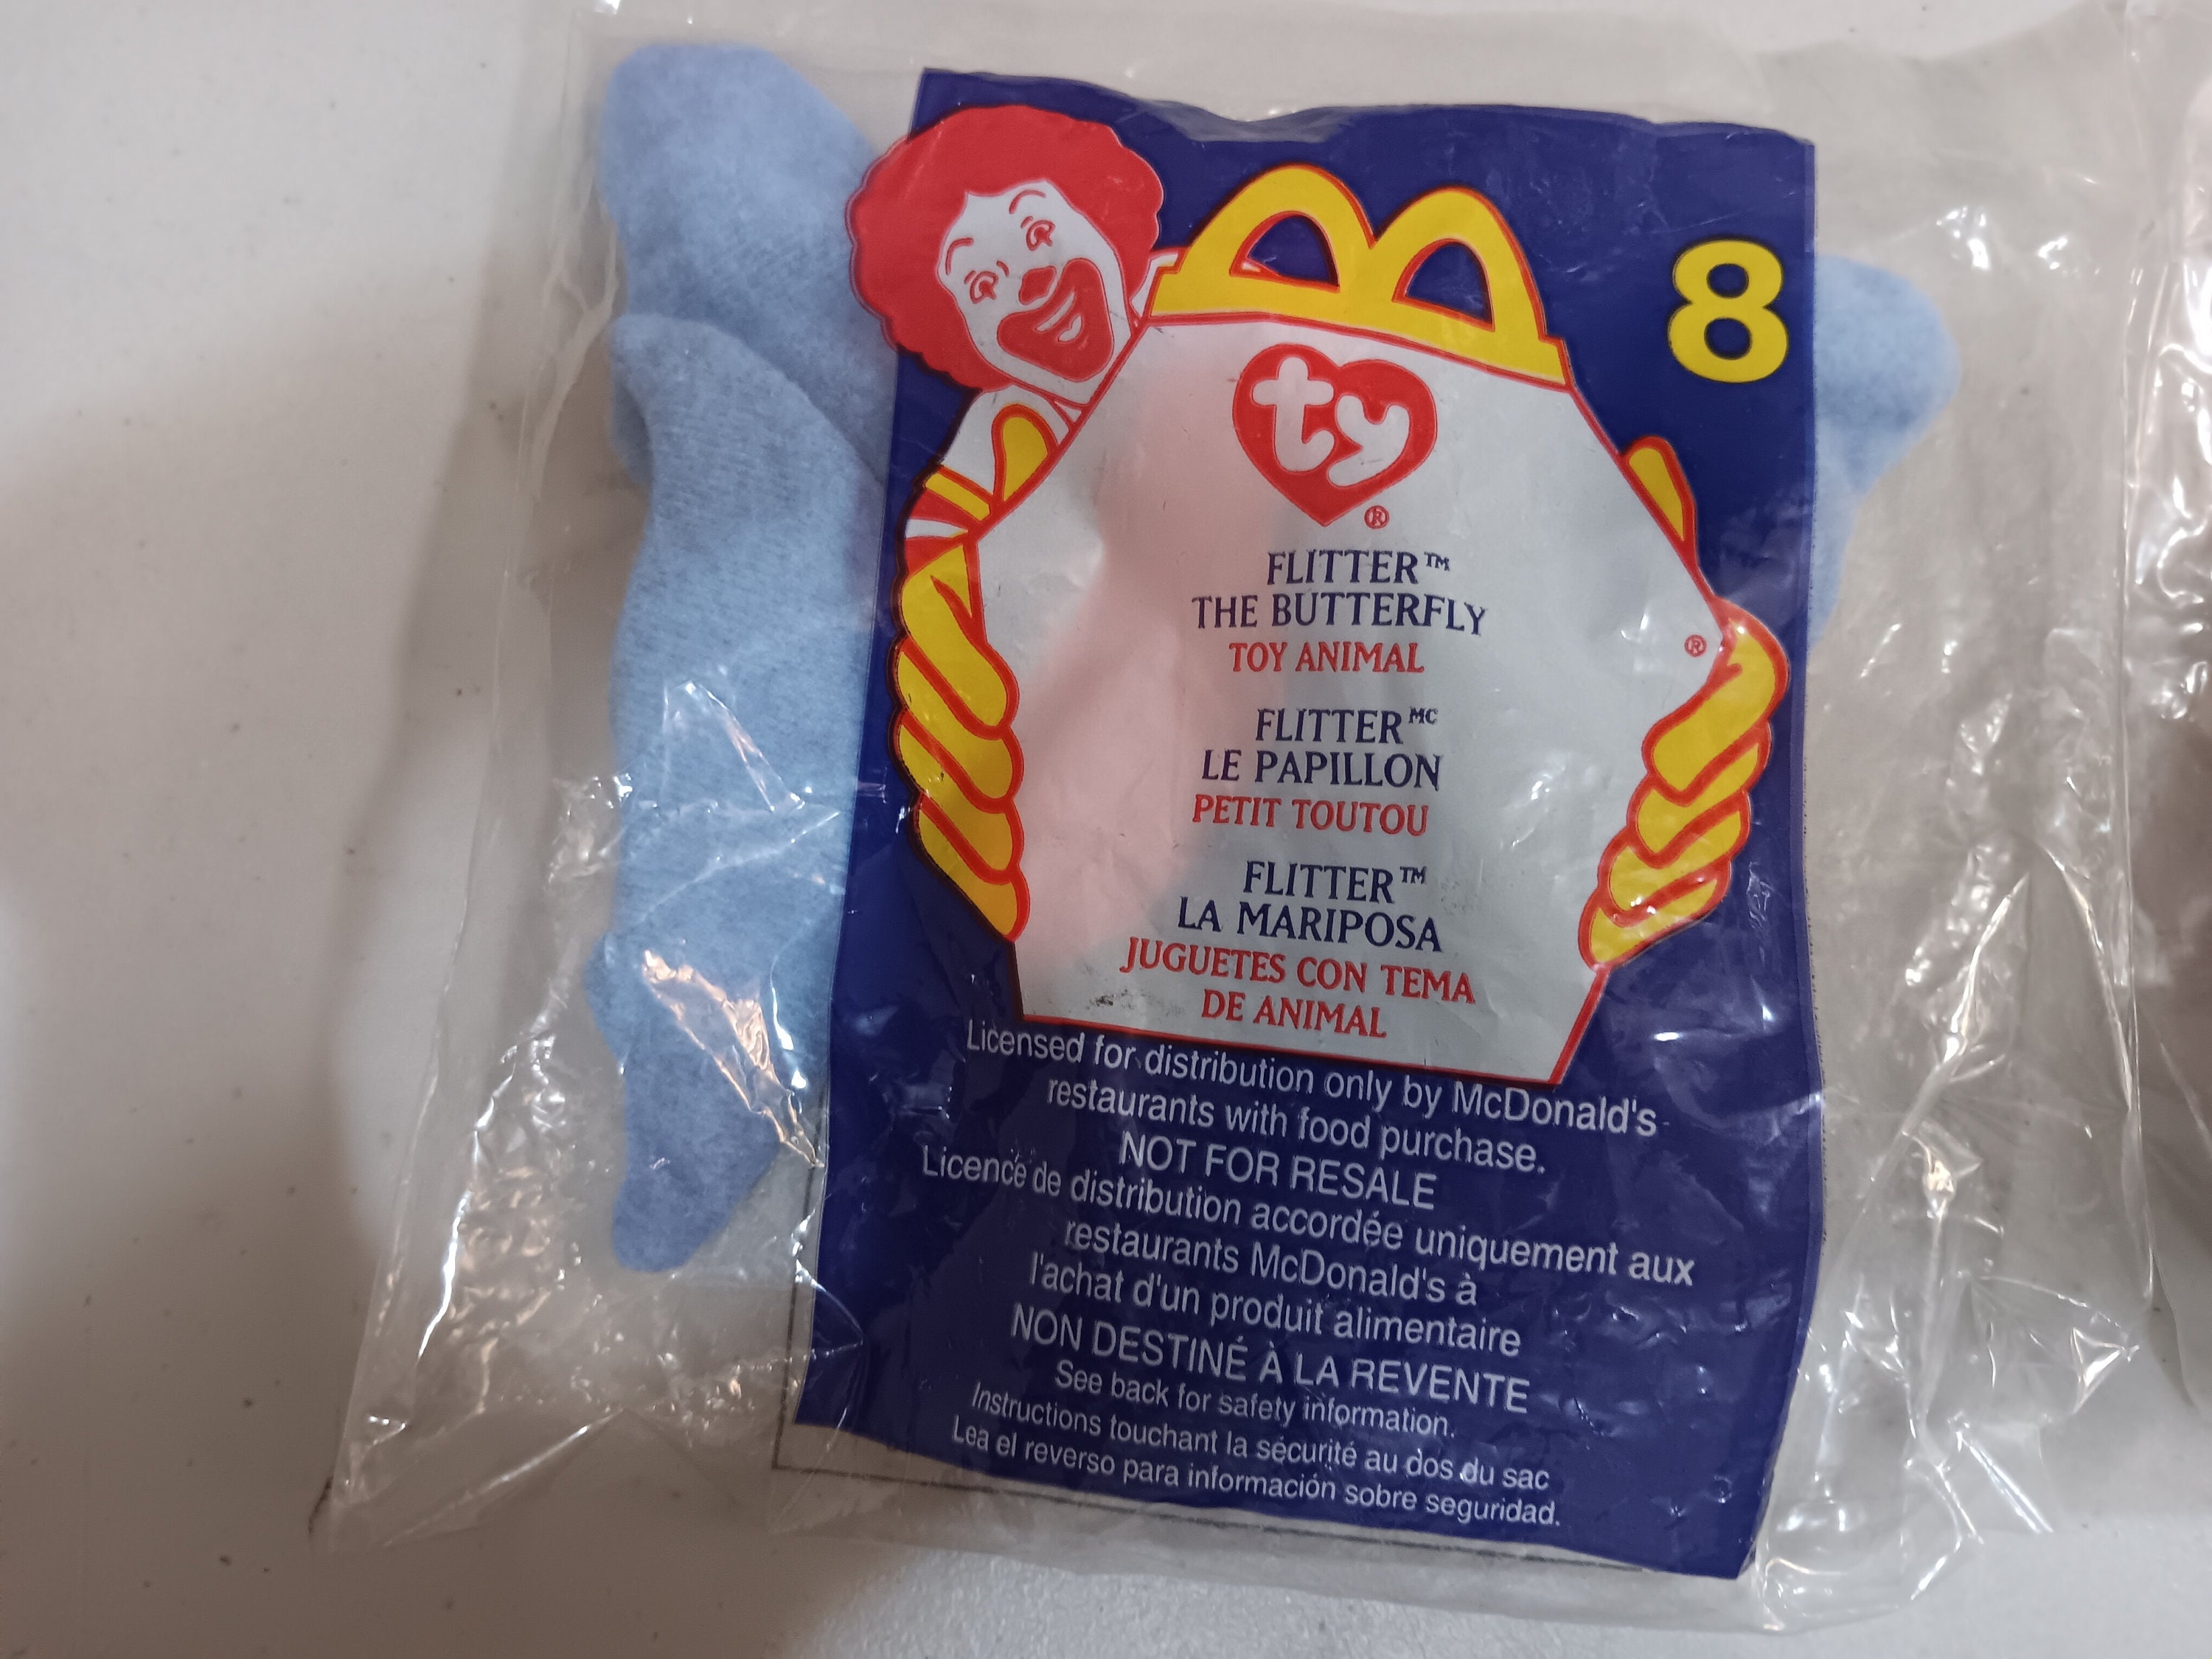 8
ty®
FLITTER™
THE BUTTERFLY
TOY ANIMAL
®
FLITTER MC
LE PAPILLON
PETIT TOUTOU
FLITTER™
LA MARIPOSA
JUGUETES CON TEMA
DE ANIMAL
Licensed for distribution only by McDonald's
restaurants with food purchase.
NOT FOR RESALE
Licence de distribution accordée uniquement aux
restaurants McDonald's à
l'achat d'un produit alimentaire
NON DESTINÉ À LA REVENTE
See back for safety information.
Instructions touchant la sécurité au dos du sac
Lea el reverso para información sobre seguridad.